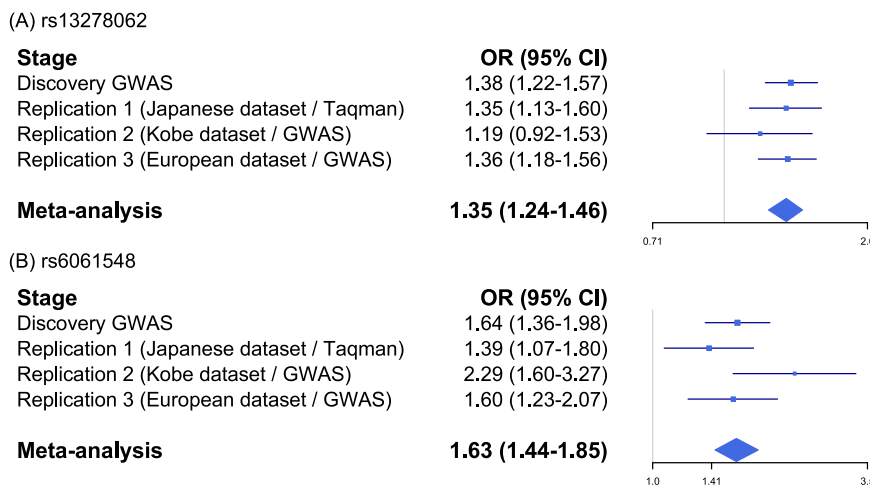 (A) rs13278062
Stage OR (95% CI)
Discovery GWAS 1.38 (1.22-1.57)
Replication 1 (Japanese dataset / Taqman) 1.35 (1.13-1.60)
Replication 2 (Kobe dataset / GWAS) 1.19 (0.92-1.53)
Replication 3 (European dataset / GWAS) 1.36 (1.18-1.56)
Meta-analysis 1.35 (1.24-1.46)
0.71
(B) rs6061548
Stage OR (95% CI)
Discovery GWAS 1.64 (1.36-1.98)
Replication 1 (Japanese dataset / Taqman) 1.39 (1.07-1.80)
Replication 2 (Kobe dataset / GWAS) 2.29 (1.60-3.27)
Replication 3 (European dataset / GWAS) 1.60 (1.23-2.07)
Meta-analysis 1.63 (1.44-1.85)
1.0 1.41